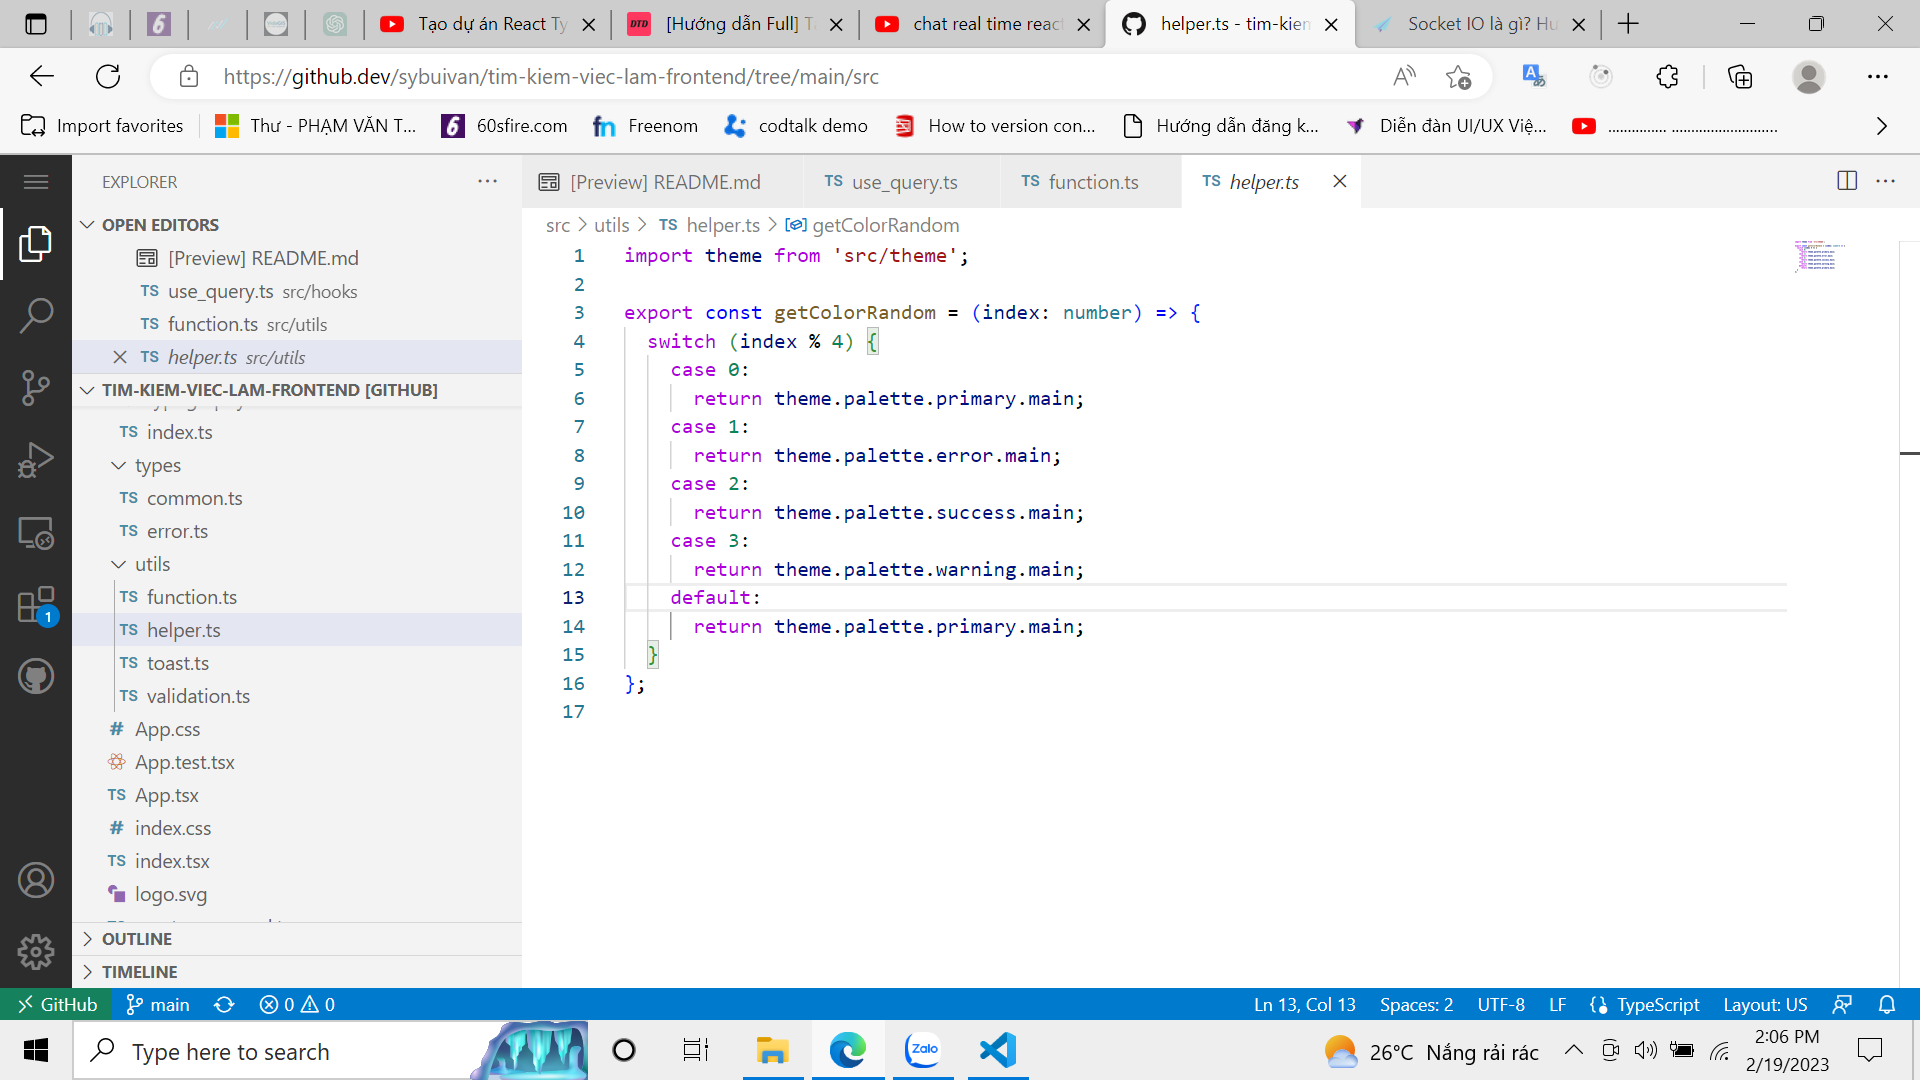 Tạo dự án React Ty
[Hướng dẫn Full] T
chat real time reac
helper.ts - tim-kien
Socket IO là gì? Hu
https://github.dev/sybuivan/tim-kiem-viec-lam-frontend/tree/main/src
Import favorites
Thư - PHẠM VĂN T...
60sfire.com
Freenom
codtalk demo
How to version con...
Hướng dẫn đăng k...
Diễn đàn UI/UX Việ...
EXPLORER
OPEN EDITORS
[Preview] README.md
TS use_query.ts src/hooks
TS function.ts src/utils
TS helper.ts src/utils
TIM-KIEM-VIEC-LAM-FRONTEND [GITHUB]
TS index.ts
types
TS common.ts
TS error.ts
utils
TS function.ts
TS helper.ts
TS toast.ts
TS validation.ts
# App.css
App.test.tsx
TS App.tsx
# index.css
TS index.tsx
logo.svg
OUTLINE
TIMELINE
[Preview] README.md
TS use_query.ts
TS function.ts
TS helper.ts
src > utils > TS helper.ts > getColorRandom
1 import theme from 'src/theme';
2
3 export const getColorRandom = (index: number) => {
4 switch (index % 4) {
5 case 0:
6 return theme.palette.primary.main;
7 case 1:
8 return theme.palette.error.main;
9 case 2:
10 return theme.palette.success.main;
11 case 3:
12 return theme.palette.warning.main;
13 default:
14 return theme.palette.primary.main;
15 }
16 };
17
GitHub main 0 0
Ln 13, Col 13 Spaces: 2 UTF-8 LF TypeScript Layout: US
Type here to search
Zalo
26°C Nắng rải rác
2:06 PM
2/19/2023